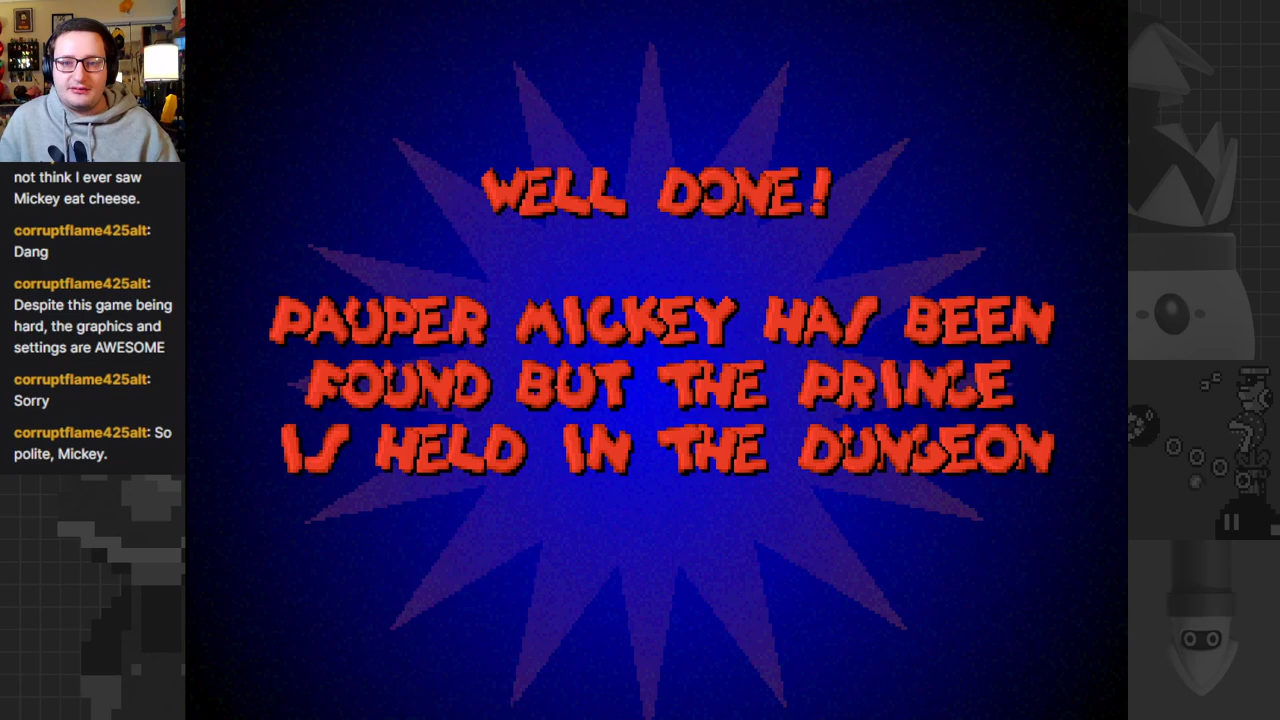 not think I ever saw
Mickey eat cheese.
corruptflame425alt:
Dang
corruptflame425alt:
Despite this game being
hard, the graphics and
settings are AWESOME
corruptflame425alt:
Sorry
corruptflame425alt: So
polite, Mickey.
WELL DONE!
PAUPER MICKEY HAS BEEN
FOUND BUT THE PRINCE
IS HELD IN THE DUNGEON